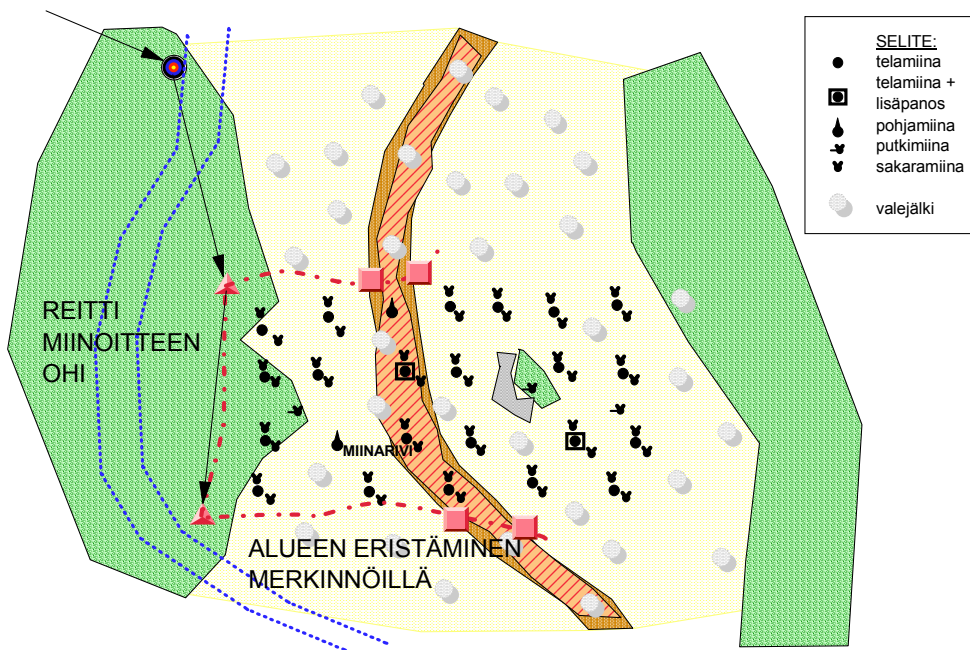 REITTI
MIINOITTEEN
OHI
MIINARIVI
ALUEEN ERISTÄMINEN
MERKINNÖILLÄ
SELITE:
telamiina
telamiina +
lisäpanos
pohjamiina
putkimiina
sakaramiina
valejälki